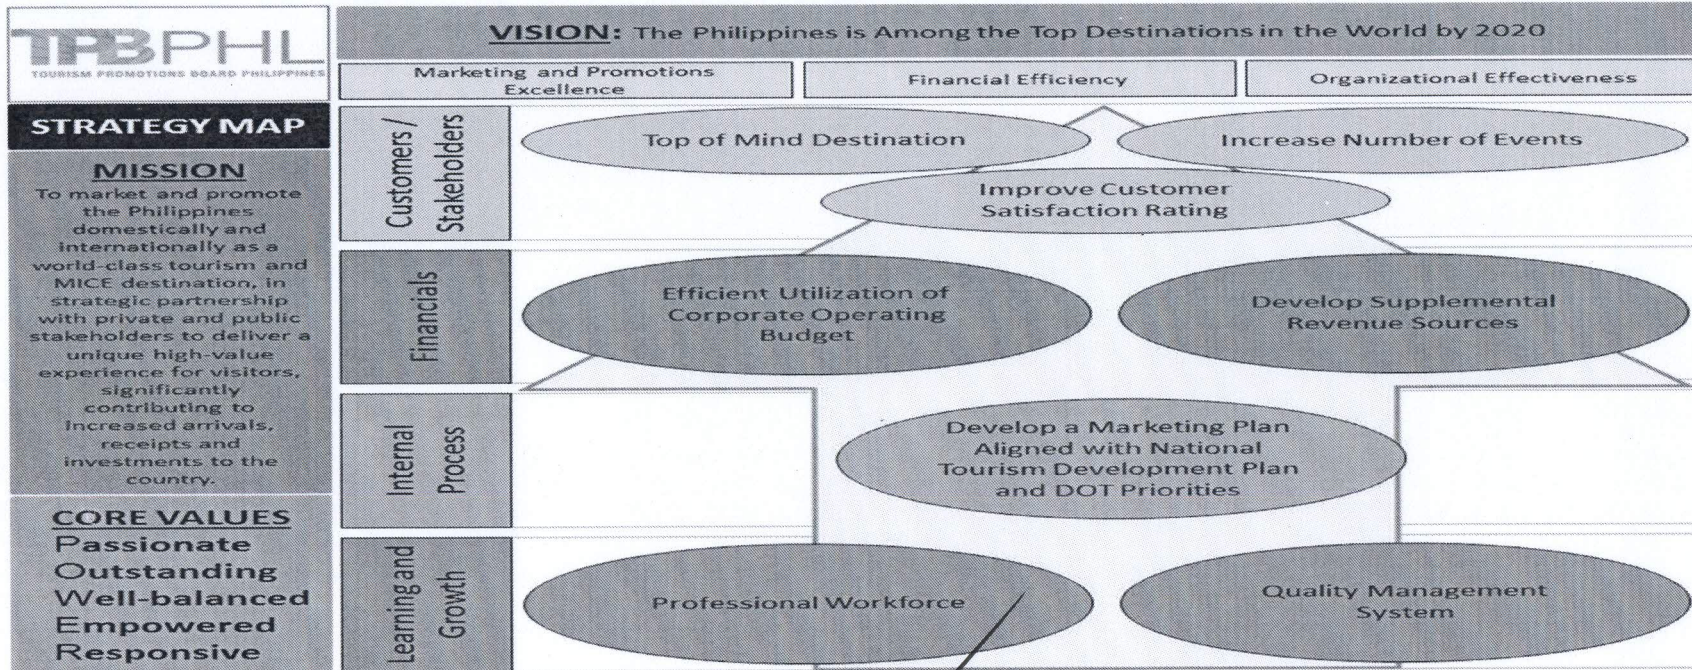 TPBPHL
TOURISM PROMOTIONS BOARD PHILIPPINES
STRATEGY MAP
MISSION
To market and promote
the Philippines
domestically and
internationally as a
world-class tourism and
MICE destination, in
strategic partnership
with private and public
stakeholders to deliver a
unique high-value
experience for visitors,
significantly
contributing to
increased arrivals,
receipts and
investments to the
country.
CORE VALUES
Passionate
Outstanding
Well-balanced
Empowered
Responsive
VISION: The Philippines is Among the Top Destinations in the World by 2020
Marketing and Promotions
Excellence
Financial Efficiency
Organizational Effectiveness
Customers /
Stakeholders
Top of Mind Destination
Increase Number of Events
Improve Customer
Satisfaction Rating
Financials
Efficient Utilization of
Corporate Operating
Budget
Develop Supplemental
Revenue Sources
Internal
Process
Develop a Marketing Plan
Aligned with National
Tourism Development Plan
and DOT Priorities
Learning and
Growth
Professional Workforce
Quality Management
System